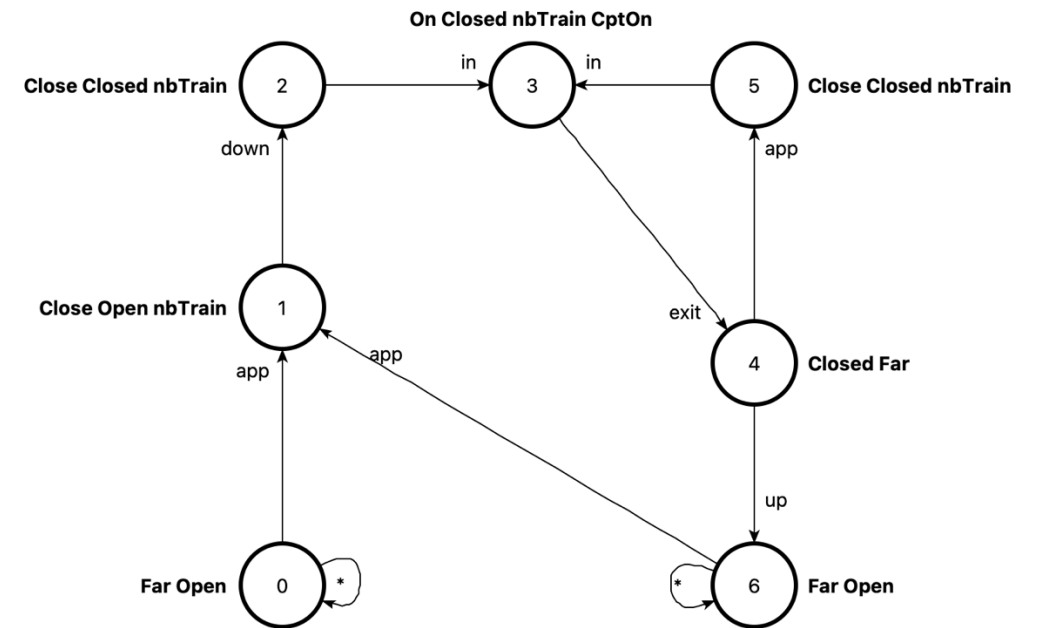 On Closed nbTrain CptOn
in
in
Close Closed nbTrain
2
3
5
Close Closed nbTrain
down
app
Close Open nbTrain
1
exit
app
app
4
Closed Far
up
Far Open
0
*
*
6
Far Open